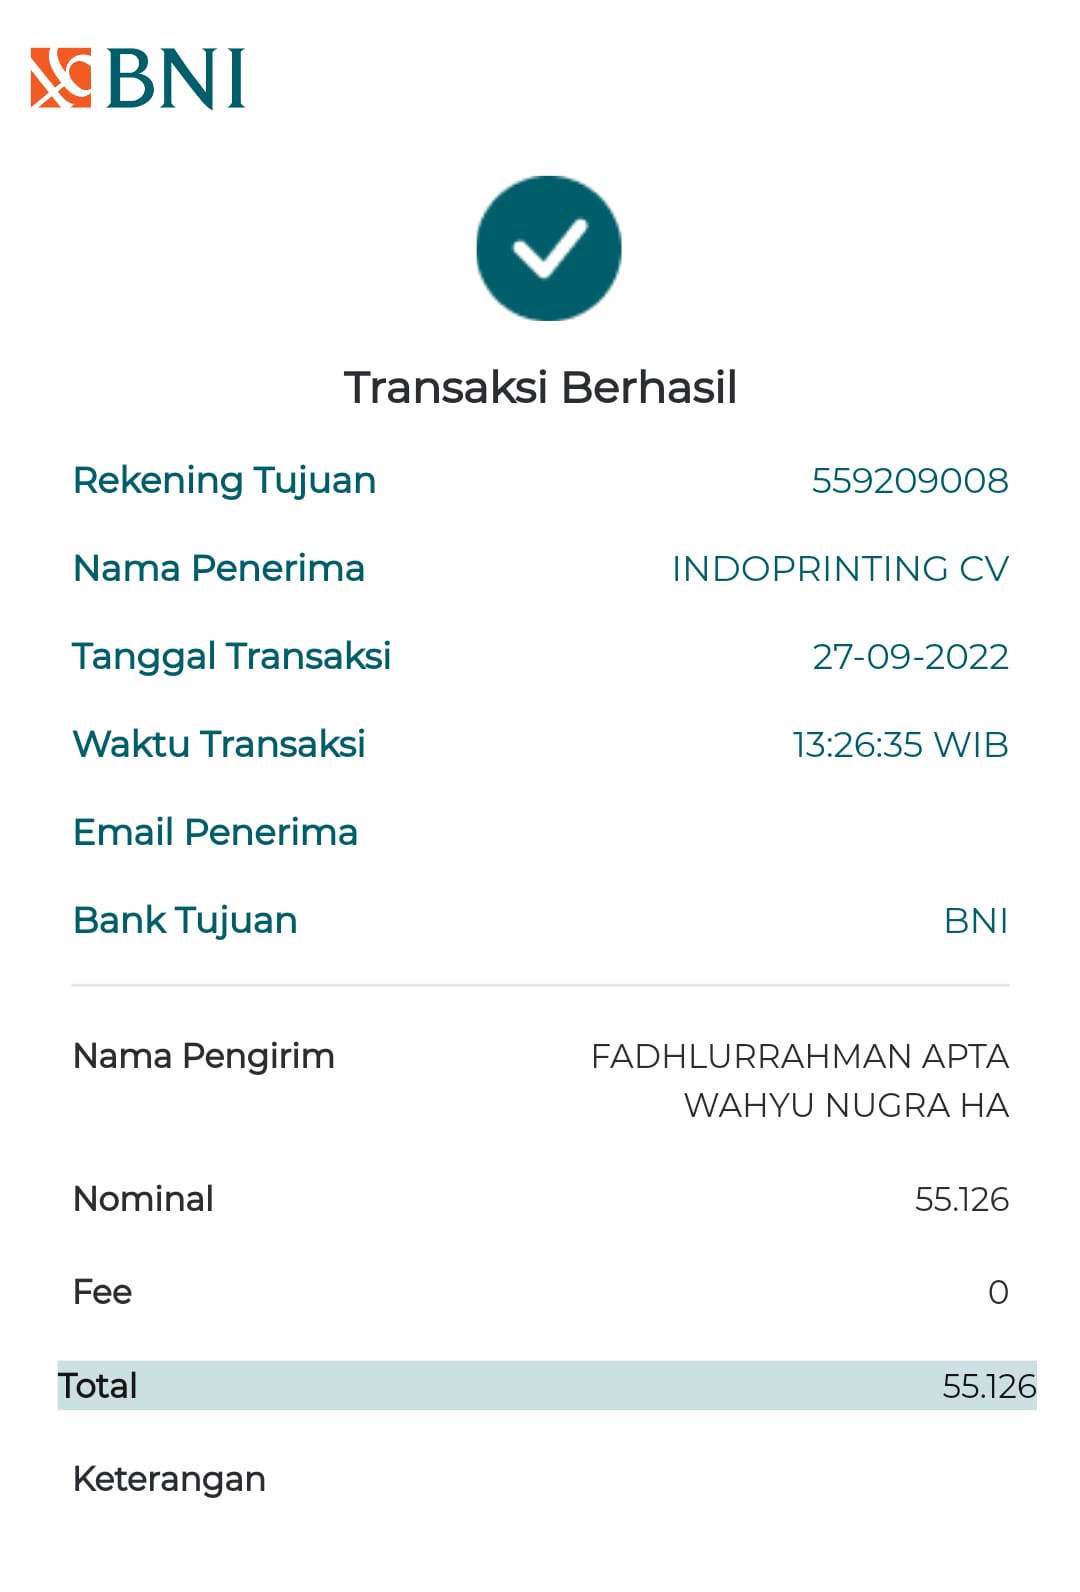 BNI
Transaksi Berhasil
Rekening Tujuan 559209008
Nama Penerima INDOPRINTING CV
Tanggal Transaksi 27-09-2022
Waktu Transaksi 13:26:35 WIB
Email Penerima
Bank Tujuan BNI
Nama Pengirim FADHLURRAHMAN APTA
WAHYU NUGRA HA
Nominal 55.126
Fee 0
Total 55.126
Keterangan